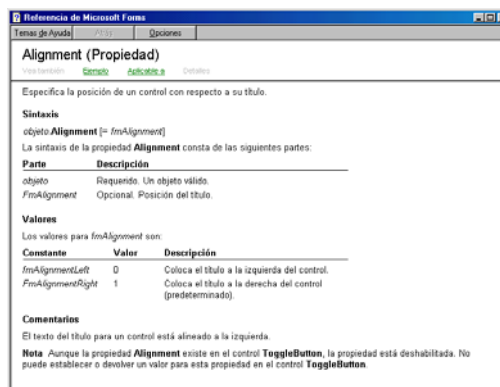 Referencia de Microsoft Forms
Temas de Ayuda Atrás Opciones
Alignment (Propiedad)
Vea también Ejemplo Aplicable a Detalles
Especifica la posición de un control con respecto a su título.
Sintaxis
objeto.Alignment [= fmAlignment]
La sintaxis de la propiedad Alignment consta de las siguientes partes:
Parte Descripción
objeto Requerido. Un objeto válido.
FmAlignment Opcional. Posición del título.
Valores
Los valores para fmAlignment son:
Constante Valor Descripción
fmAlignmentLeft 0 Coloca el título a la izquierda del control.
FmAlignmentRight 1 Coloca el título a la derecha del control
(predeterminado).
Comentarios
El texto del título para un control está alineado a la izquierda.
Nota Aunque la propiedad Alignment existe en el control ToggleButton, la propiedad está deshabilitada. No
puede establecer o devolver un valor para esta propiedad en el control ToggleButton.